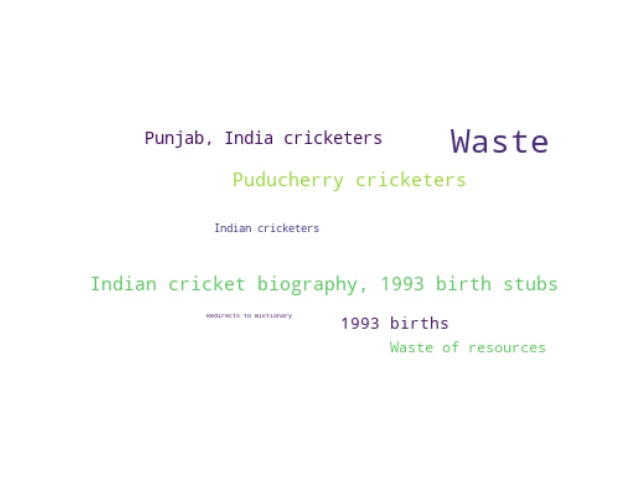 Punjab, India cricketers
Waste
Puducherry cricketers
Indian cricketers
Indian cricket biography, 1993 birth stubs
Redirects to Wiktionary
1993 births
Waste of resources